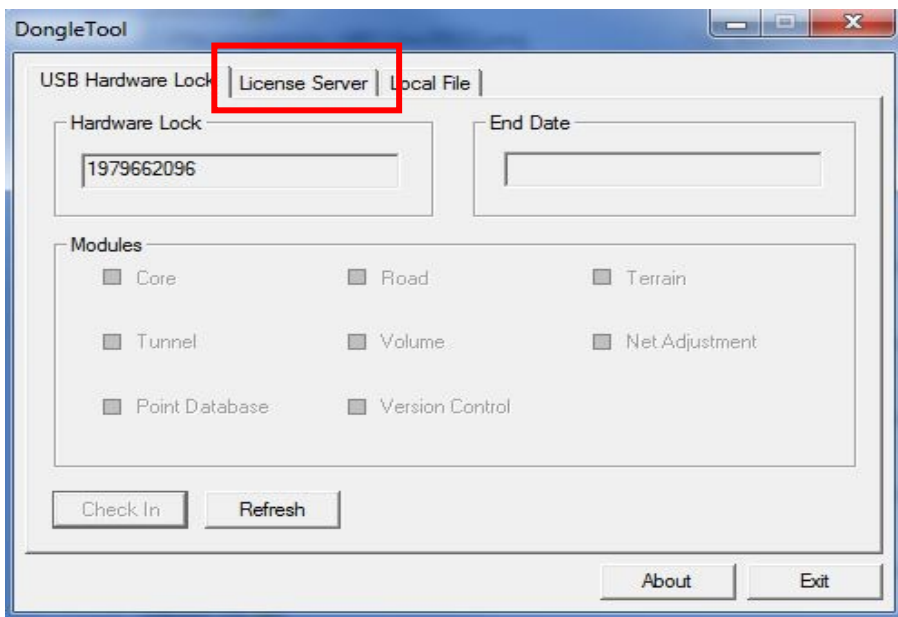 DongleTool
USB Hardware Lock License Server Local File
Hardware Lock End Date
1979662096
Modules
Core Road Terrain
Tunnel Volume Net Adjustment
Point Database Version Control
Check In Refresh
About Exit